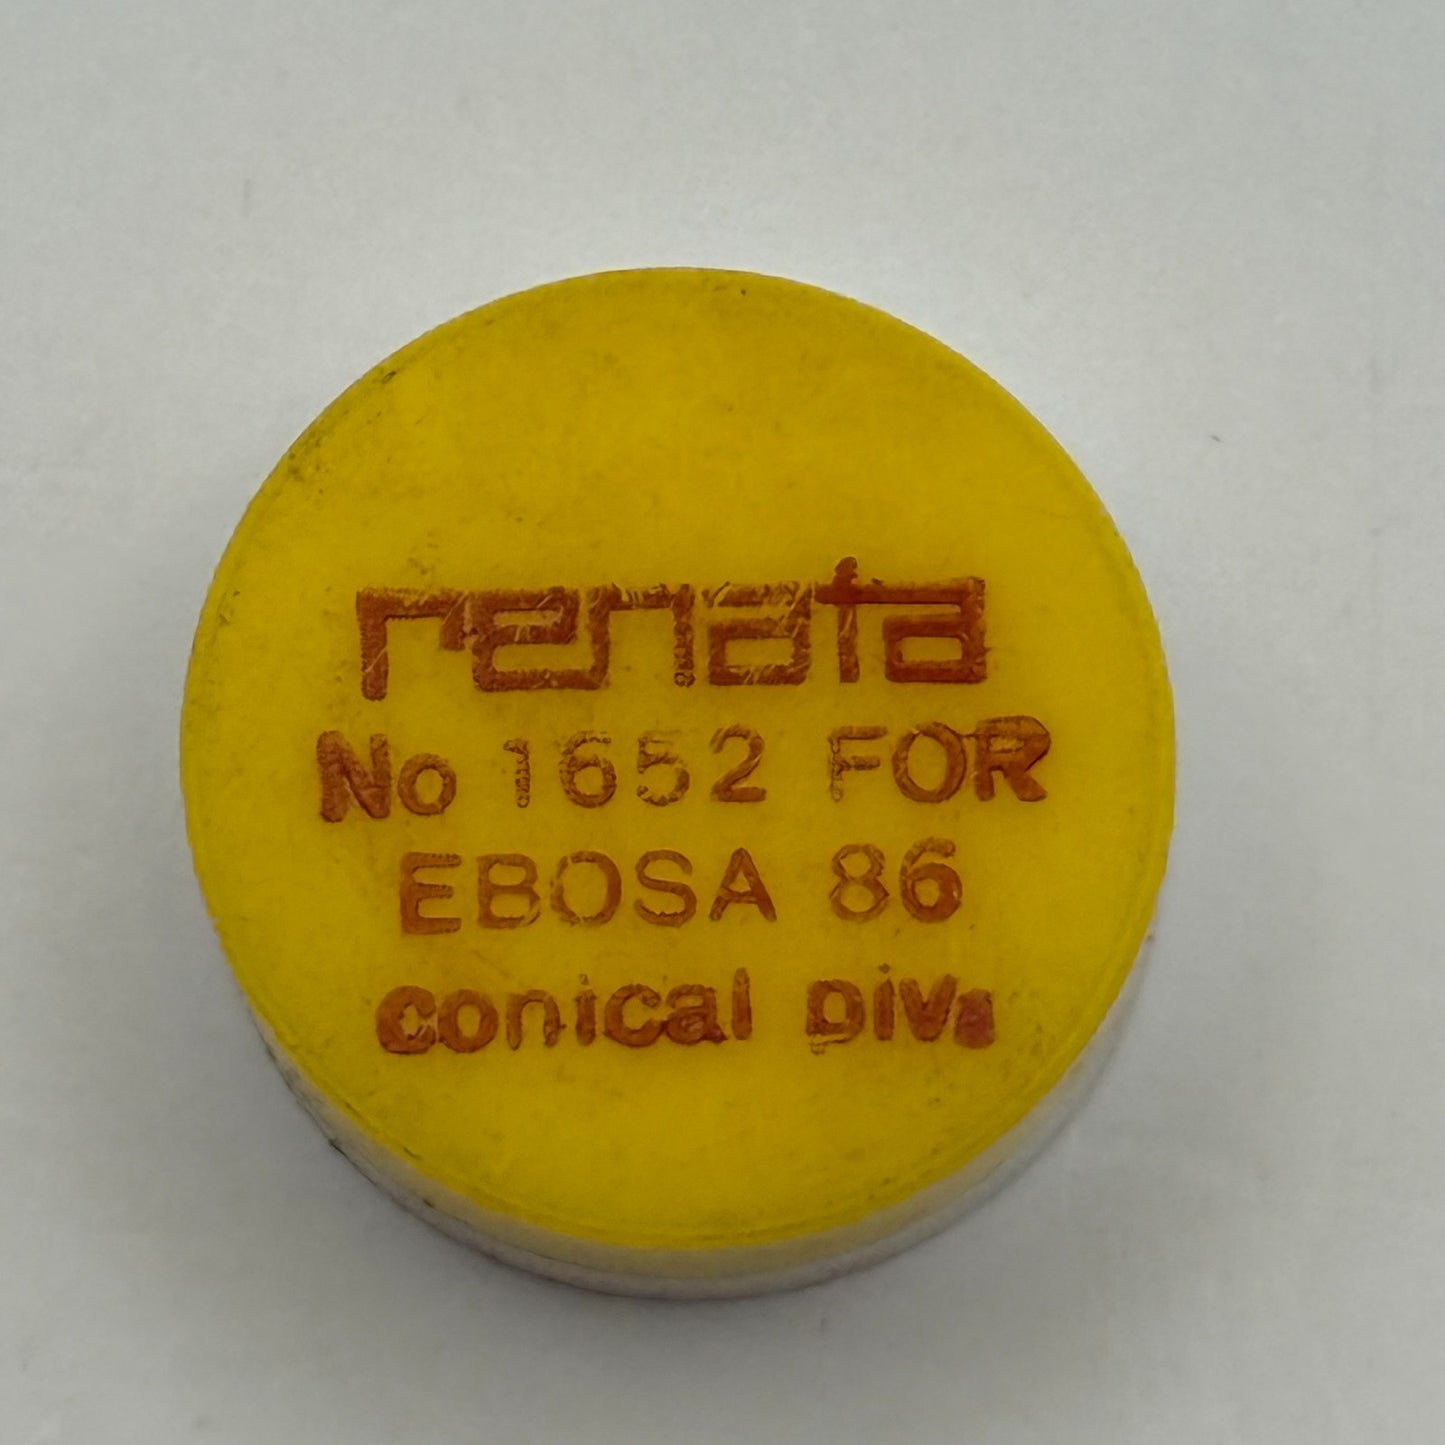 renata
No 1652 FOR
EBOSA 86
conical piv.